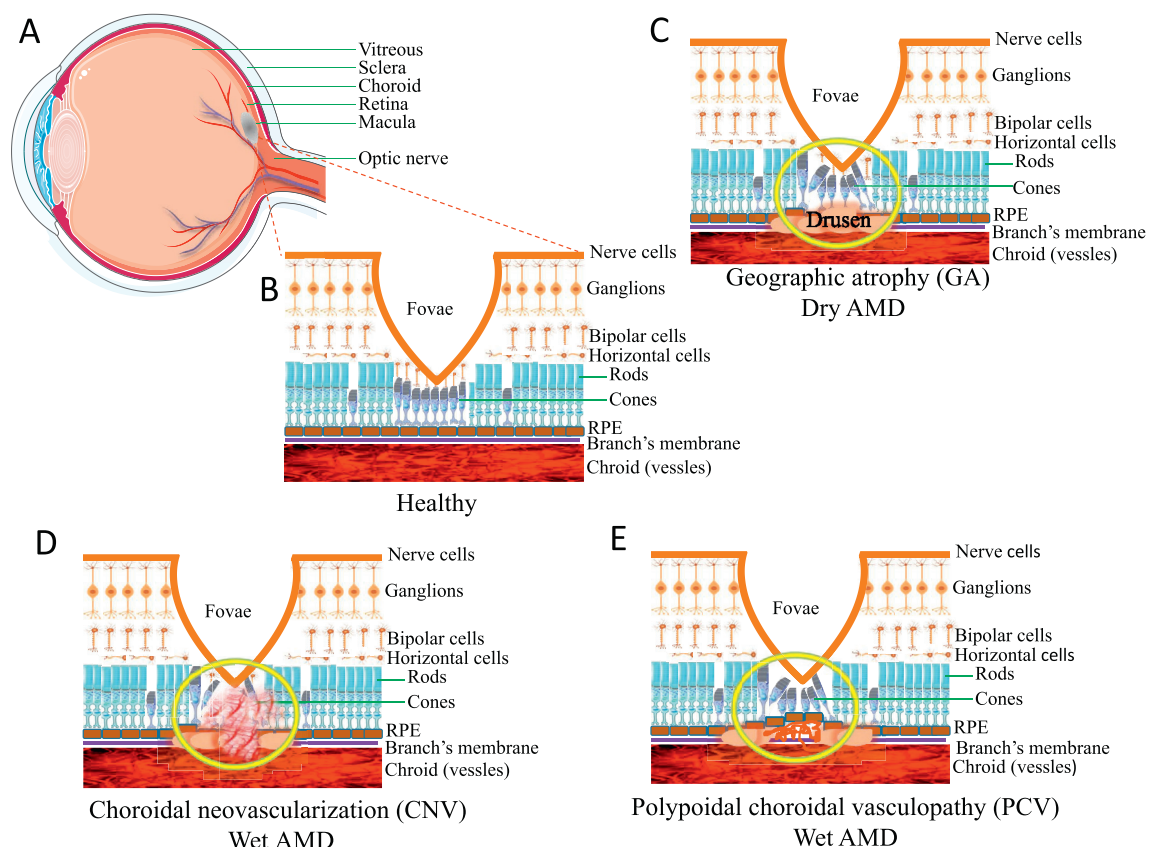 A
Vitreous
Sclera
Choroid
Retina
Macula
Optic nerve
B
Nerve cells
Ganglions
Fovae
Bipolar cells
Horizontal cells
Rods
Cones
RPE
Branch's membrane
Chroid (vessles)
Healthy
C
Nerve cells
Ganglions
Fovae
Bipolar cells
Horizontal cells
Rods
Cones
Drusen
RPE
Branch's membrane
Chroid (vessles)
Geographic atrophy (GA)
Dry AMD
D
Nerve cells
Ganglions
Fovae
Bipolar cells
Horizontal cells
Rods
Cones
RPE
Branch's membrane
Chroid (vessles)
Choroidal neovascularization (CNV)
Wet AMD
E
Nerve cells
Ganglions
Fovae
Bipolar cells
Horizontal cells
Rods
Cones
RPE
Branch's membrane
Chroid (vessles)
Polypoidal choroidal vasculopathy (PCV)
Wet AMD